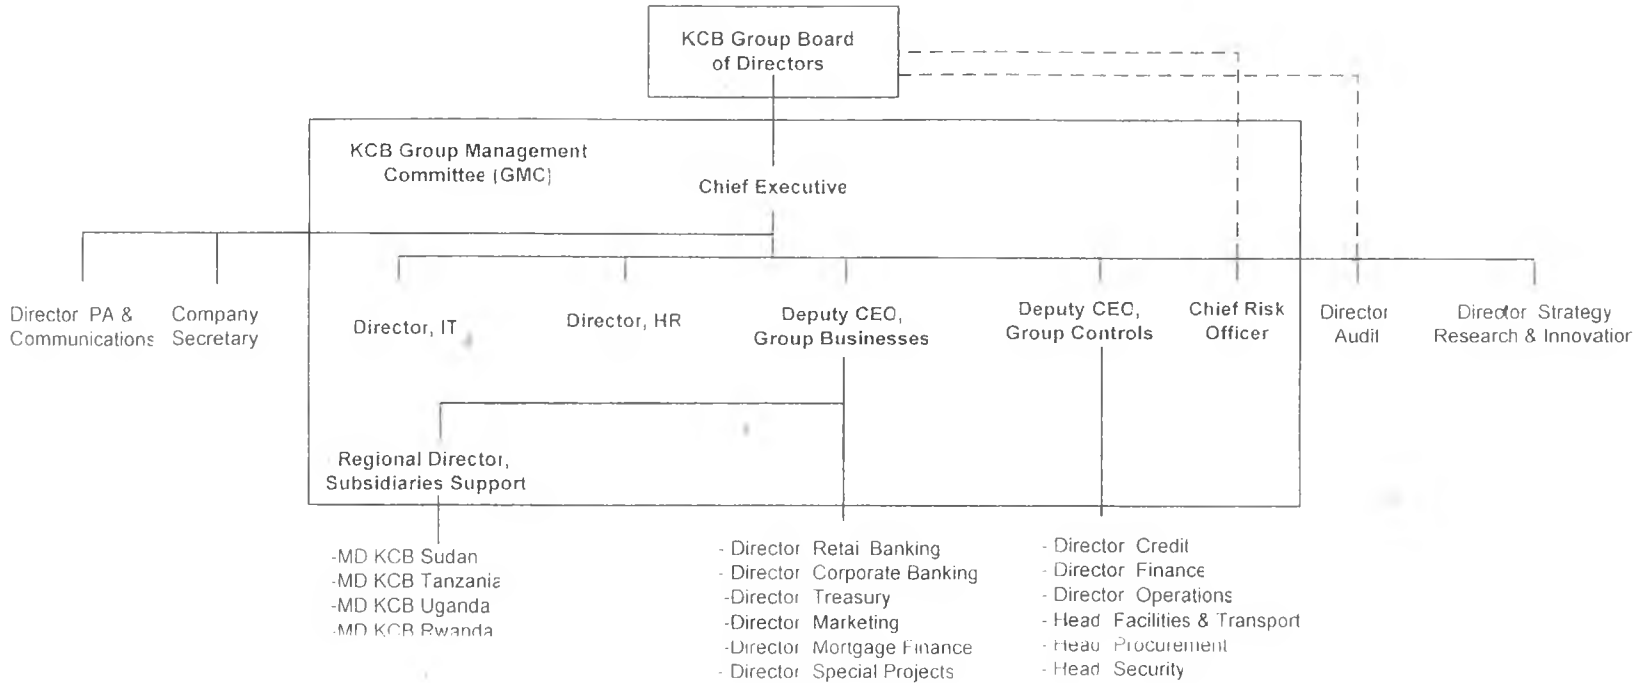 KCB Group Board
of Directors
KCB Group Management
Committee (GMC)
Chief Executive
Director PA &
Communications
Company
Secretary
Director, IT
Director, HR
Deputy CEO,
Group Businesses
Deputy CEO,
Group Controls
Chief Risk
Officer
Director
Audit
Director Strategy
Research & Innovation
Regional Director,
Subsidiaries Support
-MD KCB Sudan
-MD KCB Tanzania
-MD KCB Uganda
-MD KCB Rwanda
- Director Retai Banking
- Director Corporate Banking
-Director Treasury
-Director Marketing
-Director Mortgage Finance
- Director Special Projects
- Director Credit
- Director Finance
- Director Operations
- Head Facilities & Transport
- Head Procurement
- Head Security